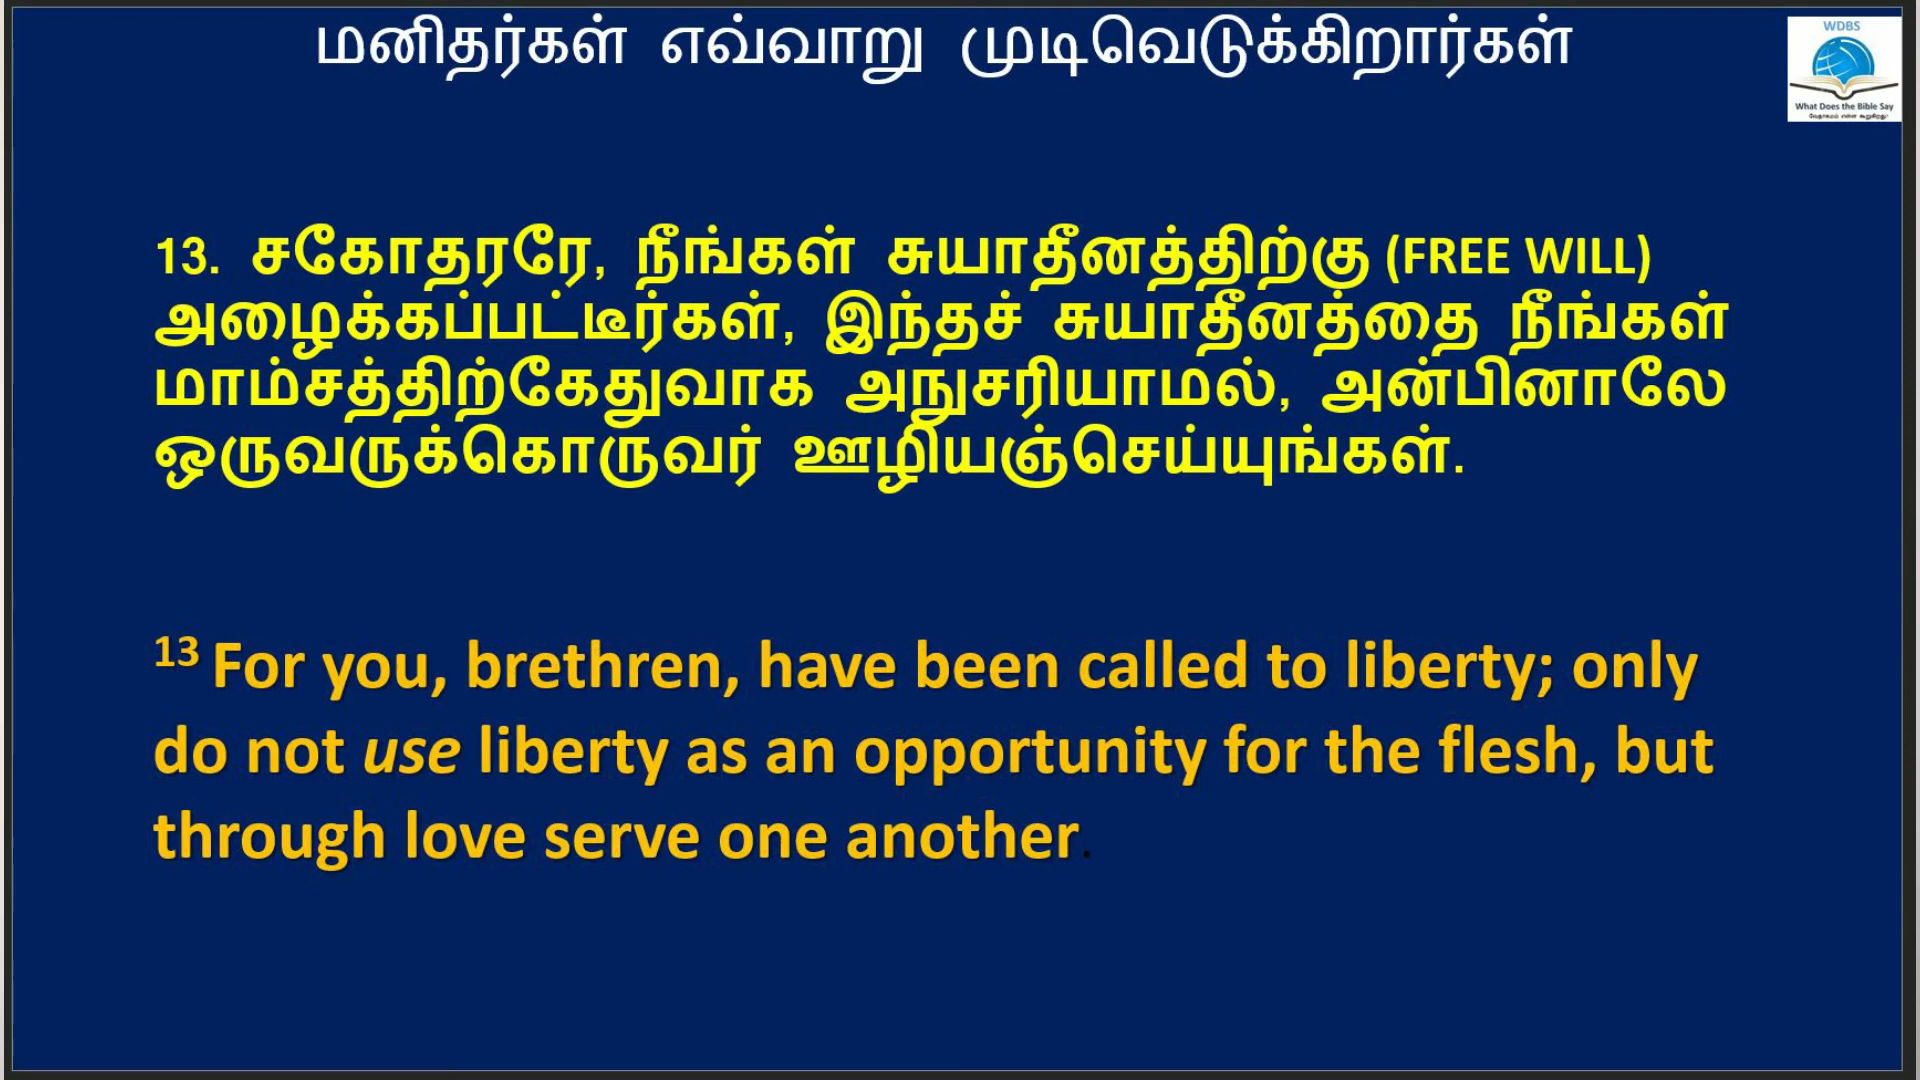 மனிதர்கள் எவ்வாறு முடிவெடுக்கிறார்கள்
WDBS
What Does the Bible Say
வேதாகமம் என்ன கூறுகிறது?
13. சகோதரரே, நீங்கள் சுயாதீனத்திற்கு (FREE WILL)
அழைக்கப்பட்டீர்கள், இந்தச் சுயாதீனத்தை நீங்கள்
மாம்சத்திற்கேதுவாக அநுசரியாமல், அன்பினாலே
ஒருவருக்கொருவர் ஊழியஞ்செய்யுங்கள்.
13 For you, brethren, have been called to liberty; only
do not use liberty as an opportunity for the flesh, but
through love serve one another.